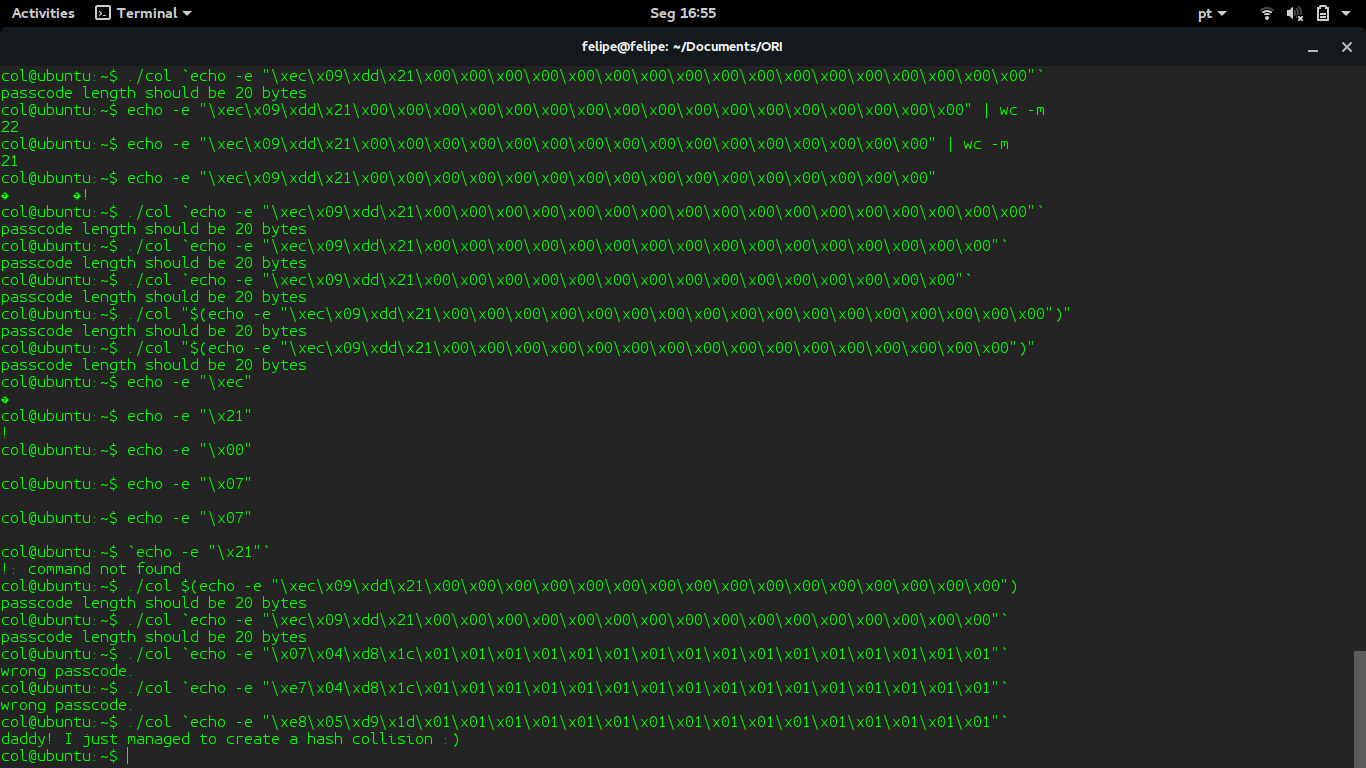 Activities Terminal Seg 16:55 pt
felipe@felipe: ~/Documents/ORI
col@ubuntu:~$ ./col `echo -e "\xec\x09\xdd\x21\x00\x00\x00\x00\x00\x00\x00\x00\x00\x00\x00\x00\x00\x00\x00\x00\x00"`
passcode length should be 20 bytes
col@ubuntu:~$ echo -e "\xec\x09\xdd\x21\x00\x00\x00\x00\x00\x00\x00\x00\x00\x00\x00\x00\x00\x00\x00\x00\x00" | wc -m
22
col@ubuntu:~$ echo -e "\xec\x09\xdd\x21\x00\x00\x00\x00\x00\x00\x00\x00\x00\x00\x00\x00\x00\x00\x00\x00" | wc -m
21
col@ubuntu:~$ echo -e "\xec\x09\xdd\x21\x00\x00\x00\x00\x00\x00\x00\x00\x00\x00\x00\x00\x00\x00\x00\x00"
� �!
col@ubuntu:~$ ./col `echo -e "\xec\x09\xdd\x21\x00\x00\x00\x00\x00\x00\x00\x00\x00\x00\x00\x00\x00\x00\x00\x00\x00"`
passcode length should be 20 bytes
col@ubuntu:~$ ./col `echo -e "\xec\x09\xdd\x21\x00\x00\x00\x00\x00\x00\x00\x00\x00\x00\x00\x00\x00\x00\x00\x00"`
passcode length should be 20 bytes
col@ubuntu:~$ ./col `echo -e "\xec\x09\xdd\x21\x00\x00\x00\x00\x00\x00\x00\x00\x00\x00\x00\x00\x00\x00\x00"`
passcode length should be 20 bytes
col@ubuntu:~$ ./col "$(echo -e "\xec\x09\xdd\x21\x00\x00\x00\x00\x00\x00\x00\x00\x00\x00\x00\x00\x00\x00\x00\x00\x00")"
passcode length should be 20 bytes
col@ubuntu:~$ ./col "$(echo -e "\xec\x09\xdd\x21\x00\x00\x00\x00\x00\x00\x00\x00\x00\x00\x00\x00\x00\x00\x00\x00")"
passcode length should be 20 bytes
col@ubuntu:~$ echo -e "\xec"
�
col@ubuntu:~$ echo -e "\x21"
!
col@ubuntu:~$ echo -e "\x00"
col@ubuntu:~$ echo -e "\x07"
col@ubuntu:~$ echo -e "\x07"
col@ubuntu:~$ `echo -e "\x21"`
!: command not found
col@ubuntu:~$ ./col $(echo -e "\xec\x09\xdd\x21\x00\x00\x00\x00\x00\x00\x00\x00\x00\x00\x00\x00\x00\x00\x00\x00")
passcode length should be 20 bytes
col@ubuntu:~$ ./col `echo -e "\xec\x09\xdd\x21\x00\x00\x00\x00\x00\x00\x00\x00\x00\x00\x00\x00\x00\x00\x00\x00"`
passcode length should be 20 bytes
col@ubuntu:~$ ./col `echo -e "\x07\x04\xd8\x1c\x01\x01\x01\x01\x01\x01\x01\x01\x01\x01\x01\x01\x01\x01\x01\x01"`
wrong passcode.
col@ubuntu:~$ ./col `echo -e "\xe7\x04\xd8\x1c\x01\x01\x01\x01\x01\x01\x01\x01\x01\x01\x01\x01\x01\x01\x01\x01"`
wrong passcode.
col@ubuntu:~$ ./col `echo -e "\xe8\x05\xd9\x1d\x01\x01\x01\x01\x01\x01\x01\x01\x01\x01\x01\x01\x01\x01\x01\x01"`
daddy! I just managed to create a hash collision :)
col@ubuntu:~$